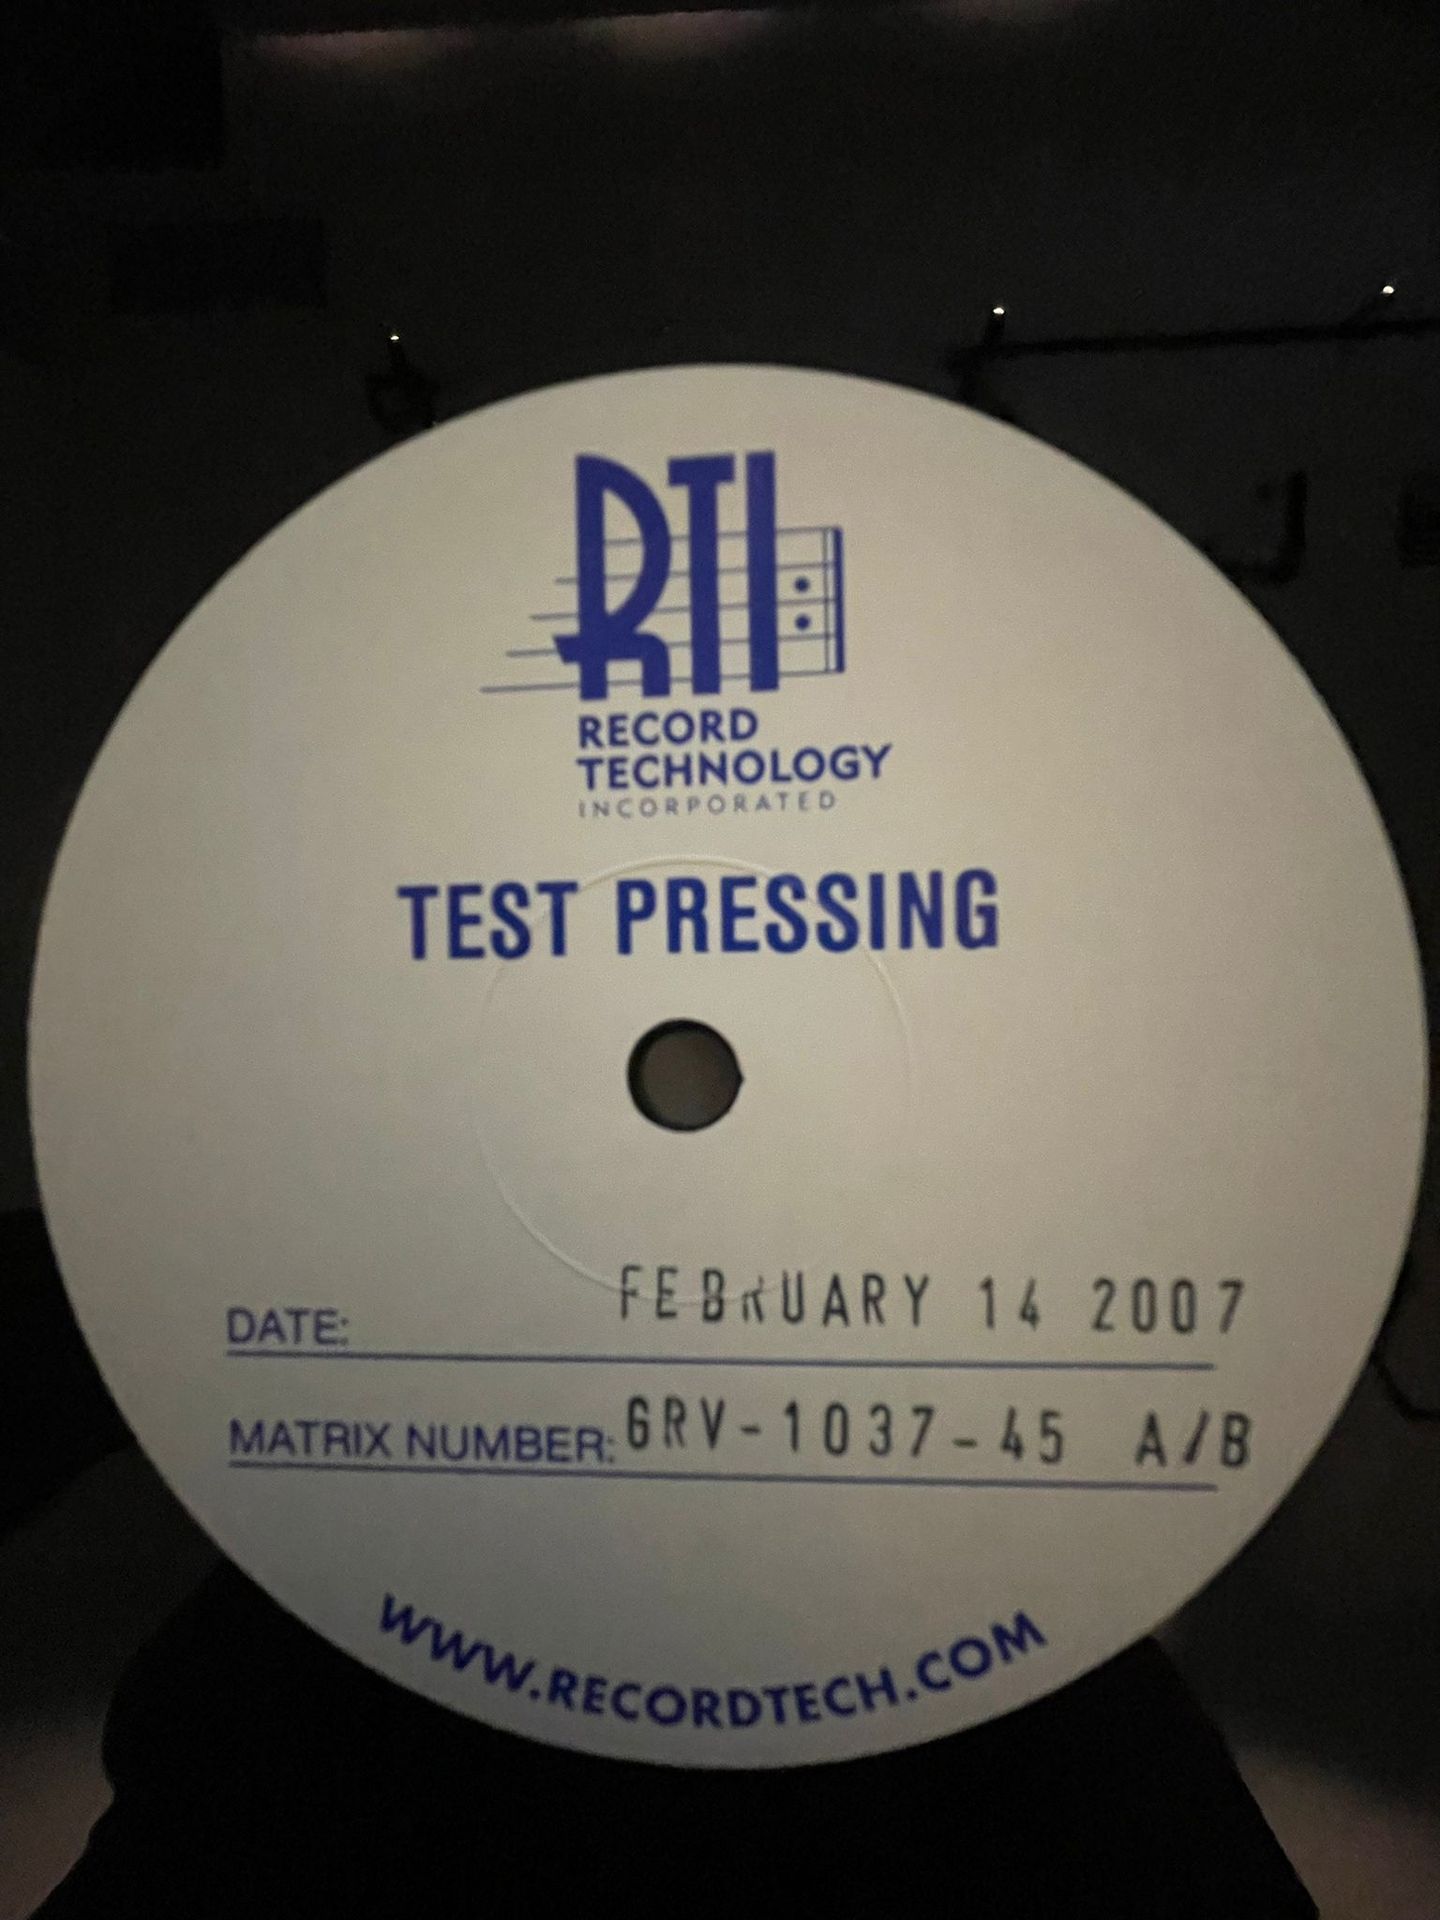 RTI
RECORD
TECHNOLOGY
INCORPORATED
TEST PRESSING
DATE: FEBRUARY 14 2007
MATRIX NUMBER: GRV-1037-45 A/B
WWW.RECORDTECH.COM